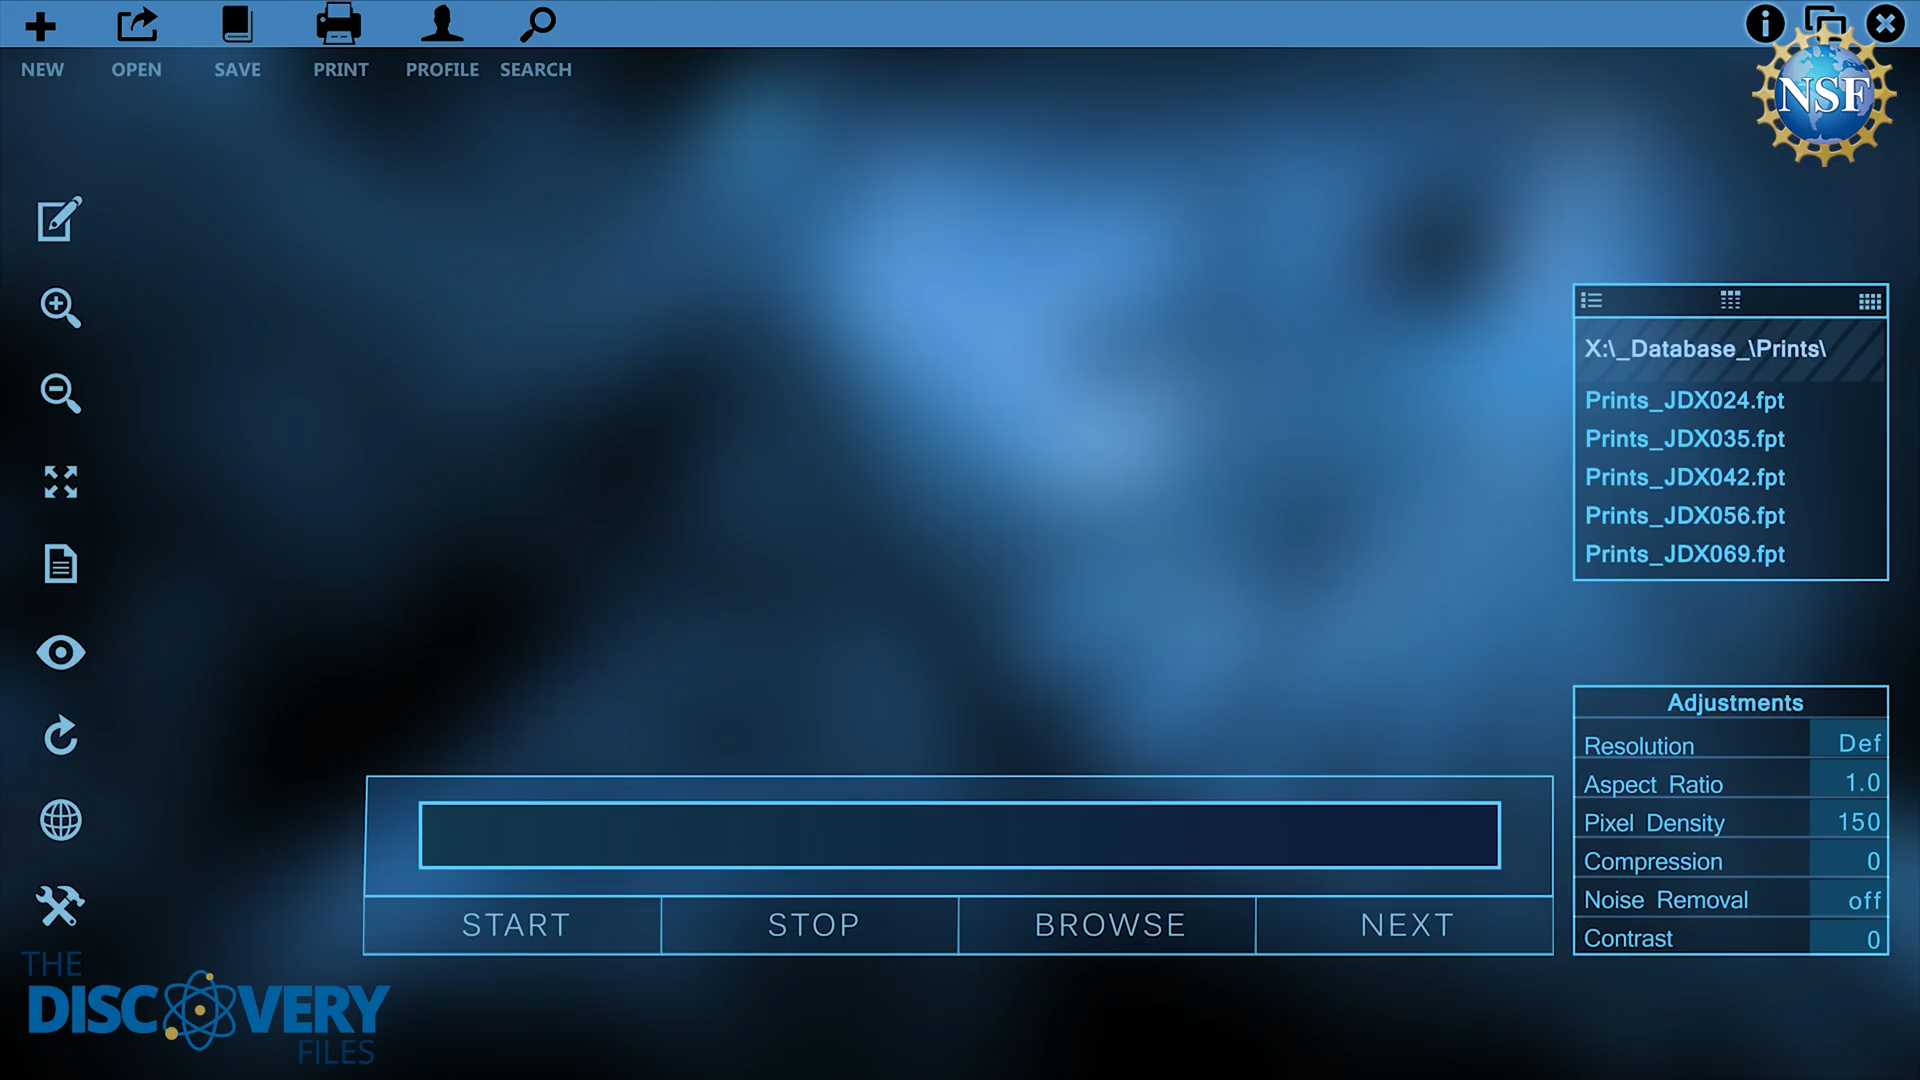 NEW OPEN SAVE PRINT PROFILE SEARCH
NSF
X:\_Database_\Prints\
Prints_JDX024.fpt
Prints_JDX035.fpt
Prints_JDX042.fpt
Prints_JDX056.fpt
Prints_JDX069.fpt
Adjustments
Resolution Def
Aspect Ratio 1.0
Pixel Density 150
Compression 0
Noise Removal off
Contrast 0
START STOP BROWSE NEXT
THE
DISCOVERY
FILES